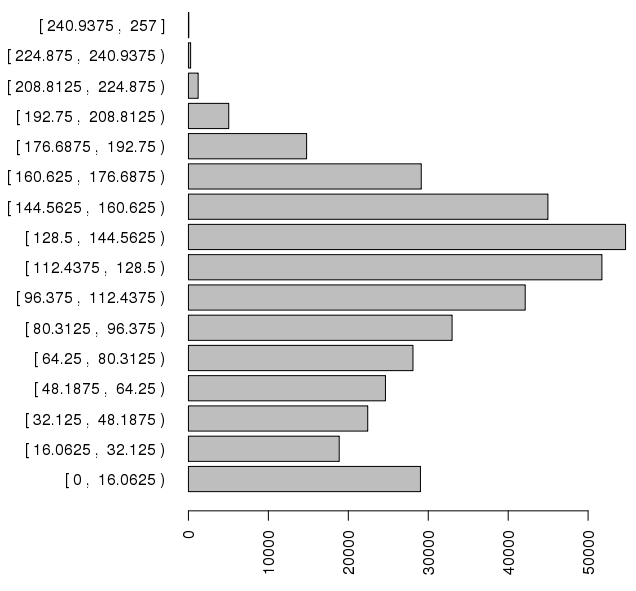 [ 240.9375 , 257 ]
[ 224.875 , 240.9375 )
[ 208.8125 , 224.875 )
[ 192.75 , 208.8125 )
[ 176.6875 , 192.75 )
[ 160.625 , 176.6875 )
[ 144.5625 , 160.625 )
[ 128.5 , 144.5625 )
[ 112.4375 , 128.5 )
[ 96.375 , 112.4375 )
[ 80.3125 , 96.375 )
[ 64.25 , 80.3125 )
[ 48.1875 , 64.25 )
[ 32.125 , 48.1875 )
[ 16.0625 , 32.125 )
[ 0 , 16.0625 )
0
10000
20000
30000
40000
50000